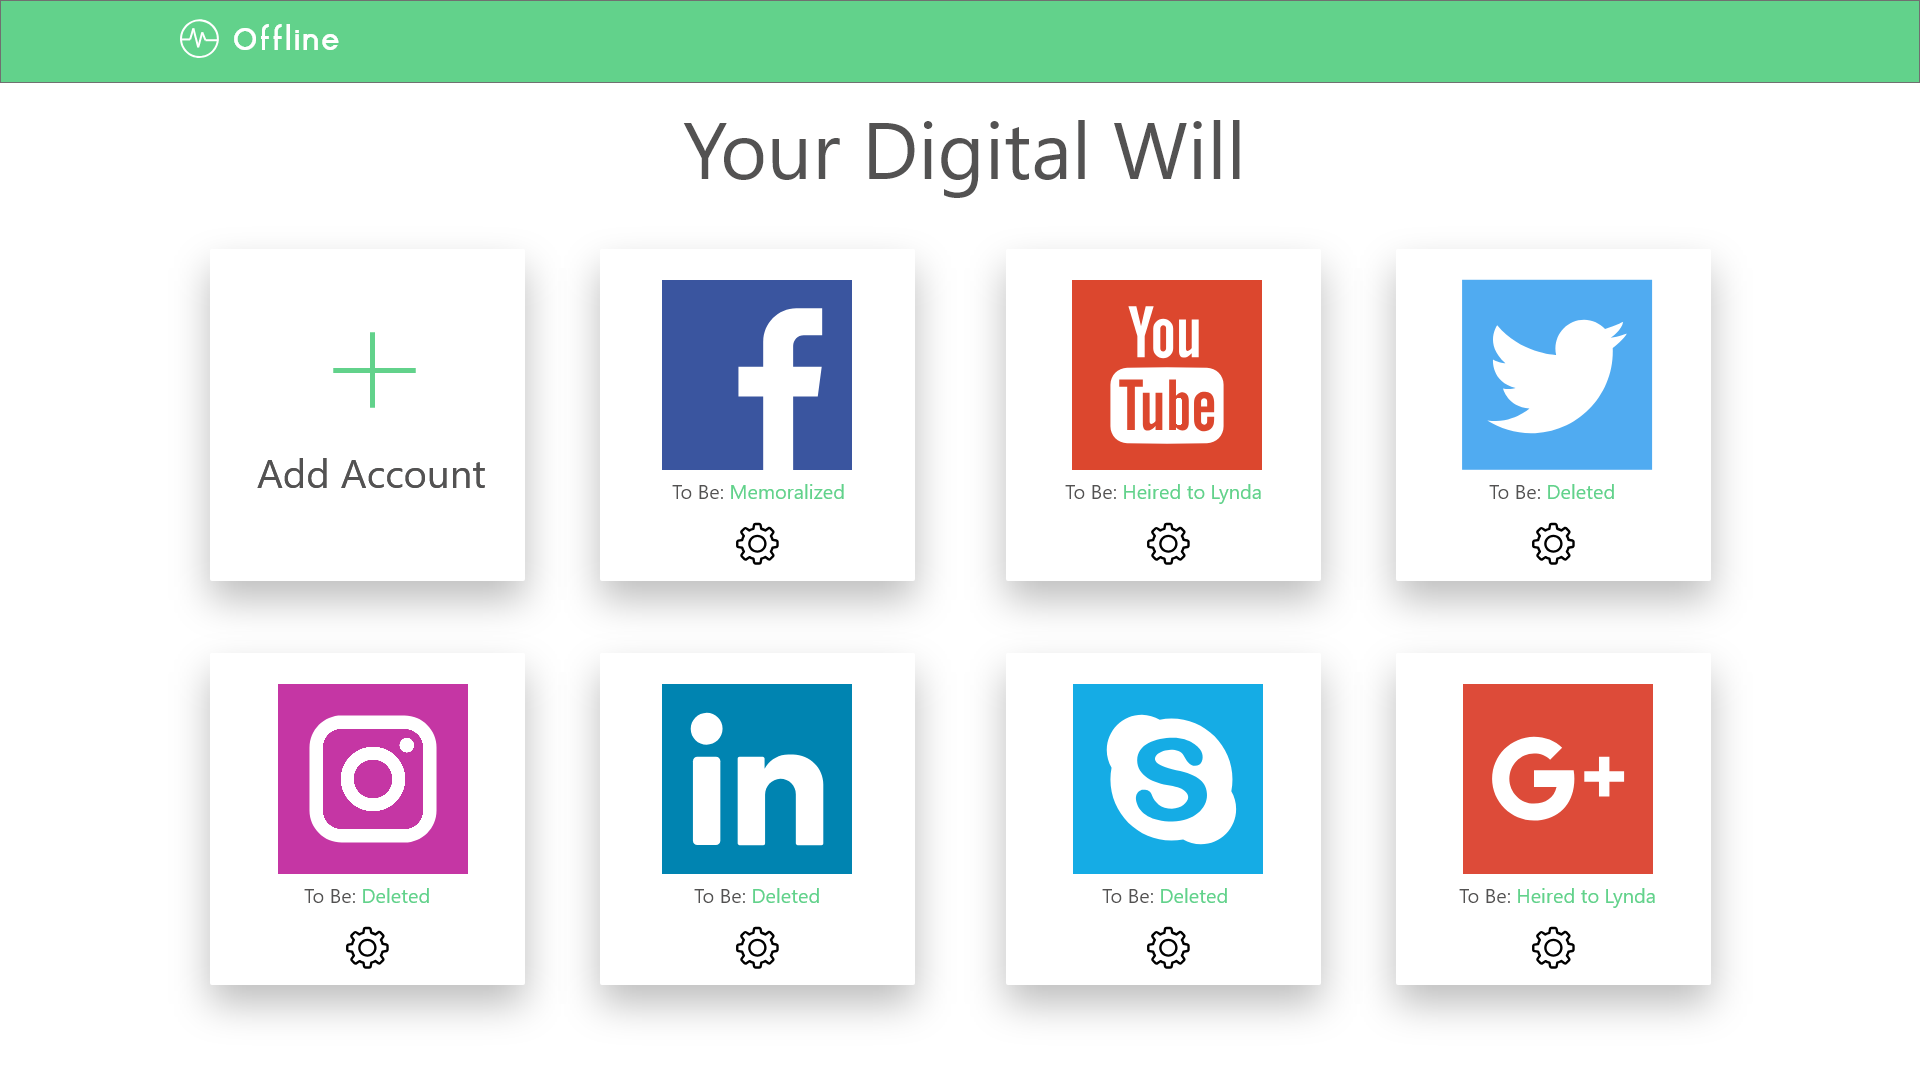 Offline
Your Digital Will
Add Account
You
Tube
To Be: Memoralized
To Be: Heired to Lynda
To Be: Deleted
in
G+
To Be: Deleted
To Be: Deleted
To Be: Deleted
To Be: Heired to Lynda